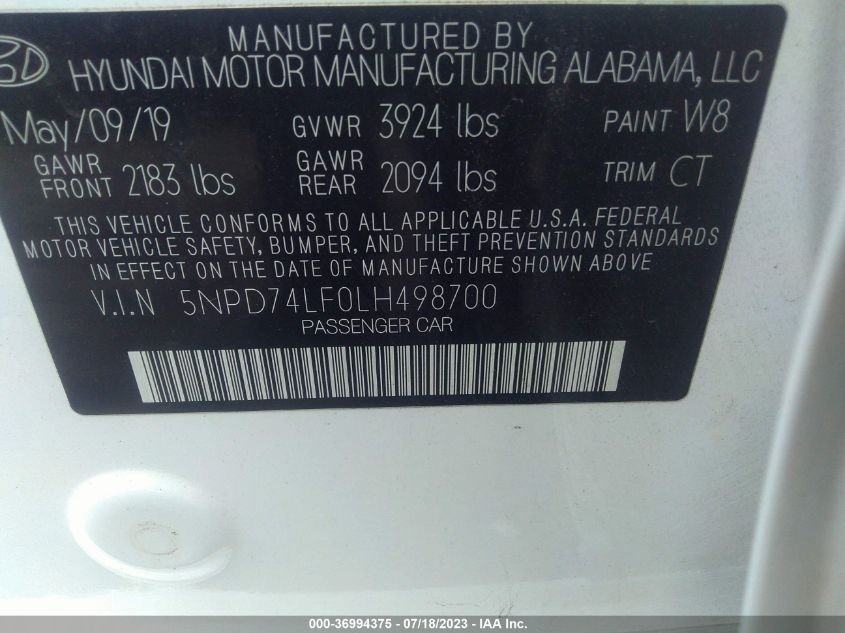 MANUFACTURED BY
HYUNDAI MOTOR MANUFACTURING ALABAMA, LLC
May/09/19 GVWR 3924 lbs PAINT W8
GAWR FRONT 2183 lbs GAWR REAR 2094 lbs TRIM CT
THIS VEHICLE CONFORMS TO ALL APPLICABLE U.S.A. FEDERAL
MOTOR VEHICLE SAFETY, BUMPER, AND THEFT PREVENTION STANDARDS
IN EFFECT ON THE DATE OF MANUFACTURE SHOWN ABOVE
V.I.N 5NPD74LF0LH498700
PASSENGER CAR
000-36994375 - 07/18/2023 - IAA Inc.